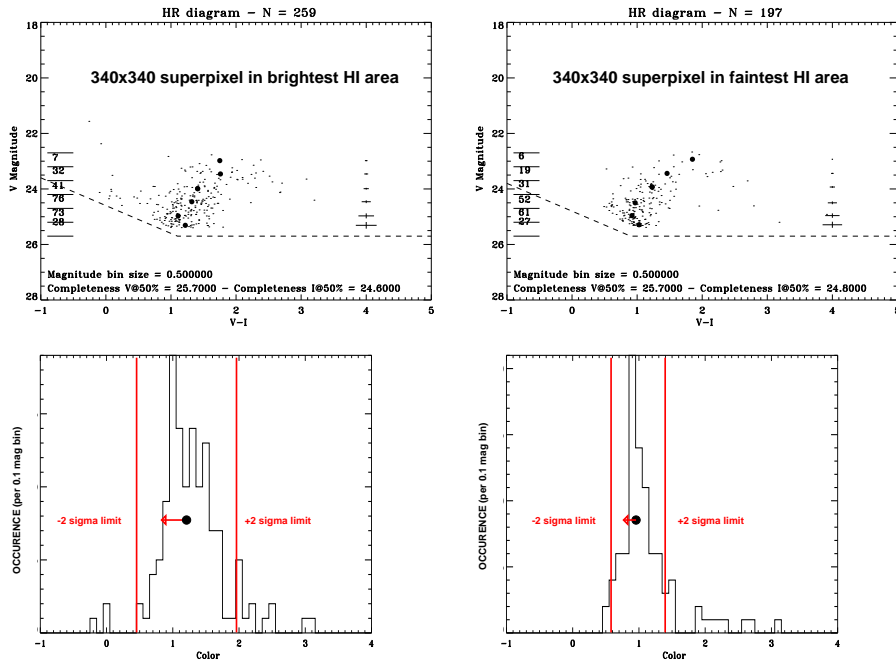 HR diagram - N = 259
340x340 superpixel in brightest HI area
V Magnitude
18
20
22
24
26
28
7
32
41
76
73
28
Magnitude bin size = 0.500000
Completeness V@50% = 25.7000 - Completeness I@50% = 24.6000
-1 0 1 2 3 4 5
V-I
HR diagram - N = 197
340x340 superpixel in faintest HI area
V Magnitude
18
20
22
24
26
28
6
19
31
52
61
27
Magnitude bin size = 0.500000
Completeness V@50% = 25.7000 - Completeness I@50% = 24.8000
-1 0 1 2 3 4 5
V-I
OCCURENCE (per 0.1 mag bin)
-2 sigma limit
+2 sigma limit
-1 0 1 2 3 4
Color
OCCURENCE (per 0.1 mag bin)
-2 sigma limit
+2 sigma limit
-1 0 1 2 3 4
Color